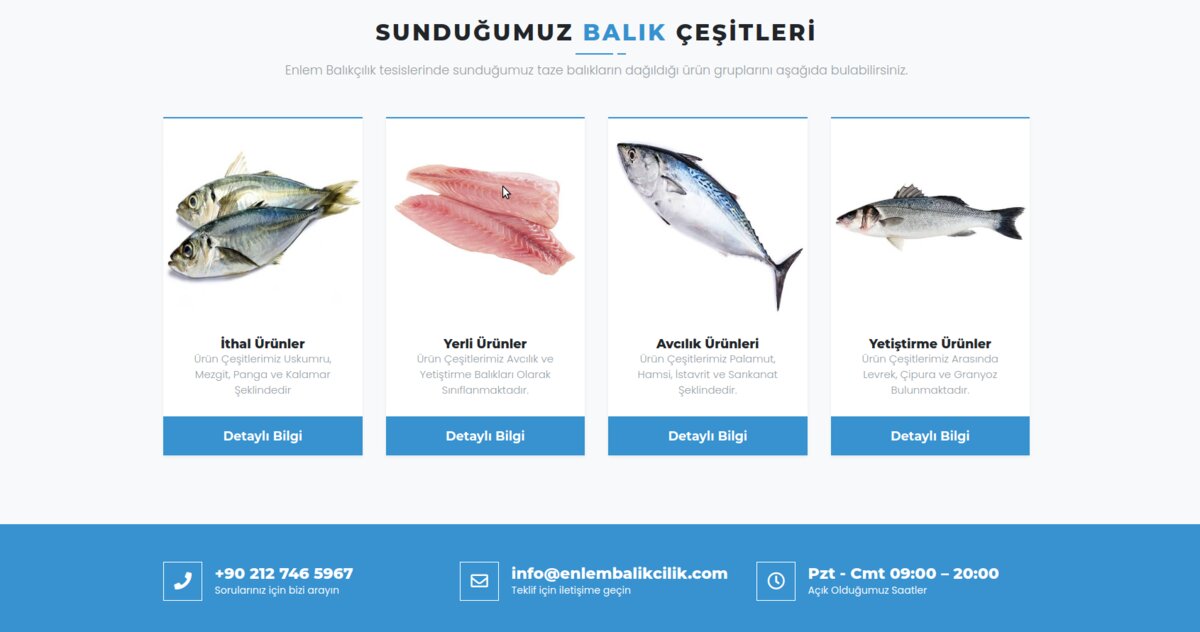 SUNDUĞUMUZ BALIK ÇEŞİTLERİ
Enlem Balıkçılık tesislerinde sunduğumuz taze balıkların dağıldığı ürün gruplarını aşağıda bulabilirsiniz.
İthal Ürünler
Ürün Çeşitlerimiz Uskumru,
Mezgit, Panga ve Kalamar
Şeklindedir
Detaylı Bilgi
Yerli Ürünler
Ürün Çeşitlerimiz Avcılık ve
Yetiştirme Balıkları Olarak
Sınıflanmaktadır.
Detaylı Bilgi
Avcılık Ürünleri
Ürün Çeşitlerimiz Palamut,
Hamsi, İstavrit ve Sarıkanat
Şeklindedir.
Detaylı Bilgi
Yetiştirme Ürünler
Ürün Çeşitlerimiz Arasında
Levrek, Çipura ve Granyoz
Bulunmaktadır.
Detaylı Bilgi
+90 212 746 5967
Sorularınız için bizi arayın
info@enlembalikcilik.com
Teklif için iletişime geçin
Pzt - Cmt 09:00 – 20:00
Açık Olduğumuz Saatler